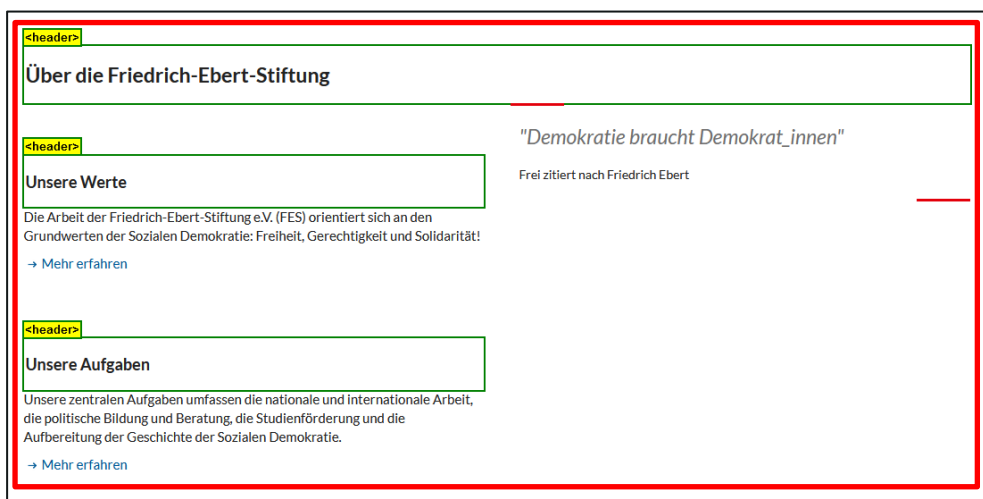 <header>
Über die Friedrich-Ebert-Stiftung
<header>
Unsere Werte
Die Arbeit der Friedrich-Ebert-Stiftung e.V. (FES) orientiert sich an den
Grundwerten der Sozialen Demokratie: Freiheit, Gerechtigkeit und Solidarität!
→ Mehr erfahren
<header>
Unsere Aufgaben
Unsere zentralen Aufgaben umfassen die nationale und internationale Arbeit,
die politische Bildung und Beratung, die Studienförderung und die
Aufbereitung der Geschichte der Sozialen Demokratie.
→ Mehr erfahren
"Demokratie braucht Demokrat_innen"
Frei zitiert nach Friedrich Ebert